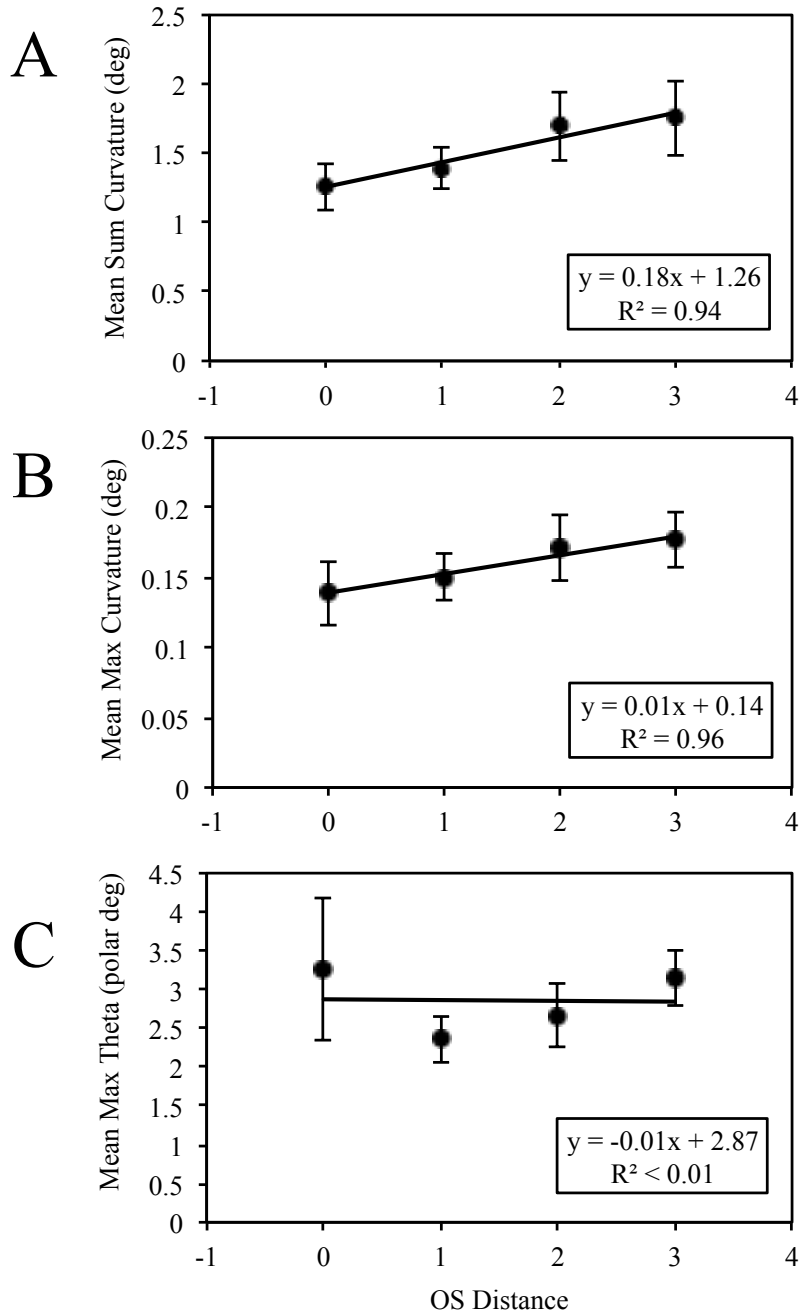 A
Mean Sum Curvature (deg)
2.5
2
1.5
1
0.5
0
-1 0 1 2 3 4
y = 0.18x + 1.26
R² = 0.94
B
Mean Max Curvature (deg)
0.25
0.2
0.15
0.1
0.05
0
-1 0 1 2 3 4
y = 0.01x + 0.14
R² = 0.96
C
Mean Max Theta (polar deg)
4.5
4
3.5
3
2.5
2
1.5
1
0.5
0
-1 0 1 2 3 4
y = -0.01x + 2.87
R² < 0.01
OS Distance